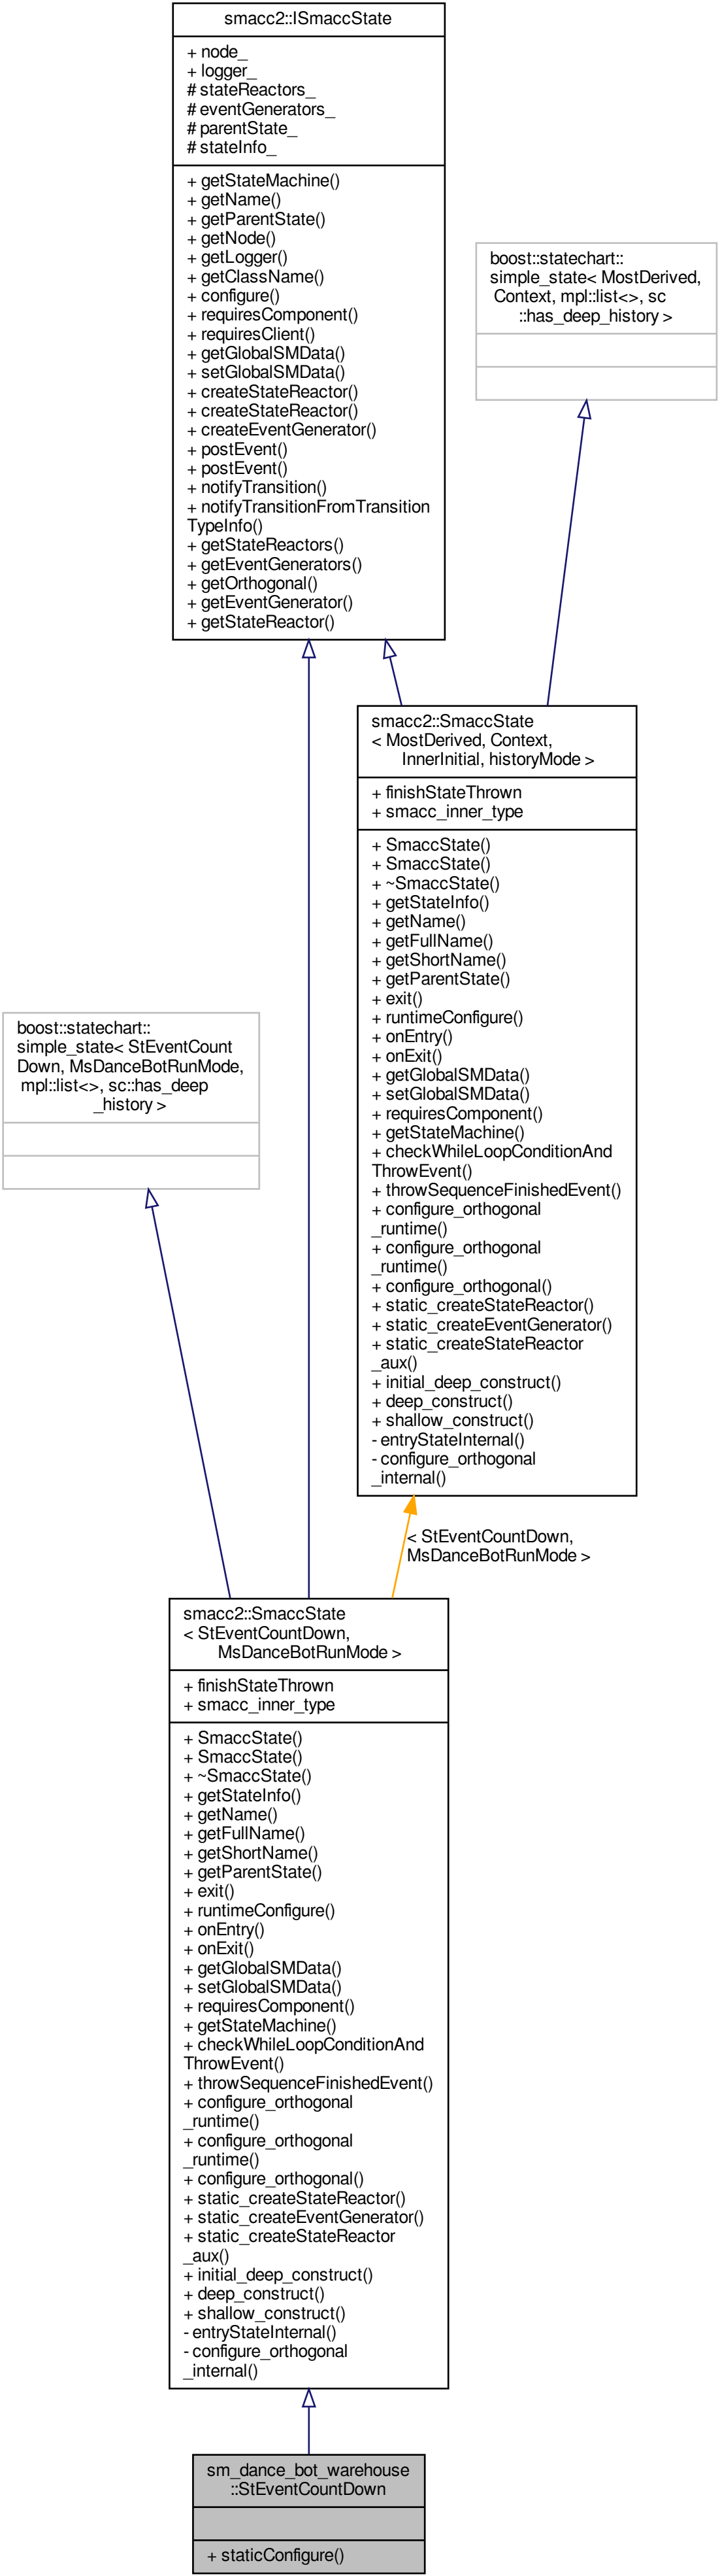 smacc2::ISmaccState
+ node_
+ logger_
# stateReactors_
# eventGenerators_
# parentState_
# stateInfo_
+ getStateMachine()
+ getName()
+ getParentState()
+ getNode()
+ getLogger()
+ getClassName()
+ configure()
+ requiresComponent()
+ requiresClient()
+ getGlobalSMData()
+ setGlobalSMData()
+ createStateReactor()
+ createStateReactor()
+ createEventGenerator()
+ postEvent()
+ postEvent()
+ notifyTransition()
+ notifyTransitionFromTransition
TypeInfo()
+ getStateReactors()
+ getEventGenerators()
+ getOrthogonal()
+ getEventGenerator()
+ getStateReactor()
boost::statechart::
simple_state< MostDerived,
Context, mpl::list<>, sc
::has_deep_history >
smacc2::SmaccState
< MostDerived, Context,
InnerInitial, historyMode >
+ finishStateThrown
+ smacc_inner_type
+ SmaccState()
+ SmaccState()
+ ~SmaccState()
+ getStateInfo()
+ getName()
+ getFullName()
+ getShortName()
+ getParentState()
+ exit()
+ runtimeConfigure()
+ onEntry()
+ onExit()
+ getGlobalSMData()
+ setGlobalSMData()
+ requiresComponent()
+ getStateMachine()
+ checkWhileLoopConditionAnd
ThrowEvent()
+ throwSequenceFinishedEvent()
+ configure_orthogonal
_runtime()
+ configure_orthogonal
_runtime()
+ configure_orthogonal()
+ static_createStateReactor()
+ static_createEventGenerator()
+ static_createStateReactor
_aux()
+ initial_deep_construct()
+ deep_construct()
+ shallow_construct()
- entryStateInternal()
- configure_orthogonal
_internal()
boost::statechart::
simple_state< StEventCount
Down, MsDanceBotRunMode,
mpl::list<>, sc::has_deep
_history >
< StEventCountDown,
MsDanceBotRunMode >
smacc2::SmaccState
< StEventCountDown,
MsDanceBotRunMode >
+ finishStateThrown
+ smacc_inner_type
+ SmaccState()
+ SmaccState()
+ ~SmaccState()
+ getStateInfo()
+ getName()
+ getFullName()
+ getShortName()
+ getParentState()
+ exit()
+ runtimeConfigure()
+ onEntry()
+ onExit()
+ getGlobalSMData()
+ setGlobalSMData()
+ requiresComponent()
+ getStateMachine()
+ checkWhileLoopConditionAnd
ThrowEvent()
+ throwSequenceFinishedEvent()
+ configure_orthogonal
_runtime()
+ configure_orthogonal
_runtime()
+ configure_orthogonal()
+ static_createStateReactor()
+ static_createEventGenerator()
+ static_createStateReactor
_aux()
+ initial_deep_construct()
+ deep_construct()
+ shallow_construct()
- entryStateInternal()
- configure_orthogonal
_internal()
sm_dance_bot_warehouse
::StEventCountDown
+ staticConfigure()